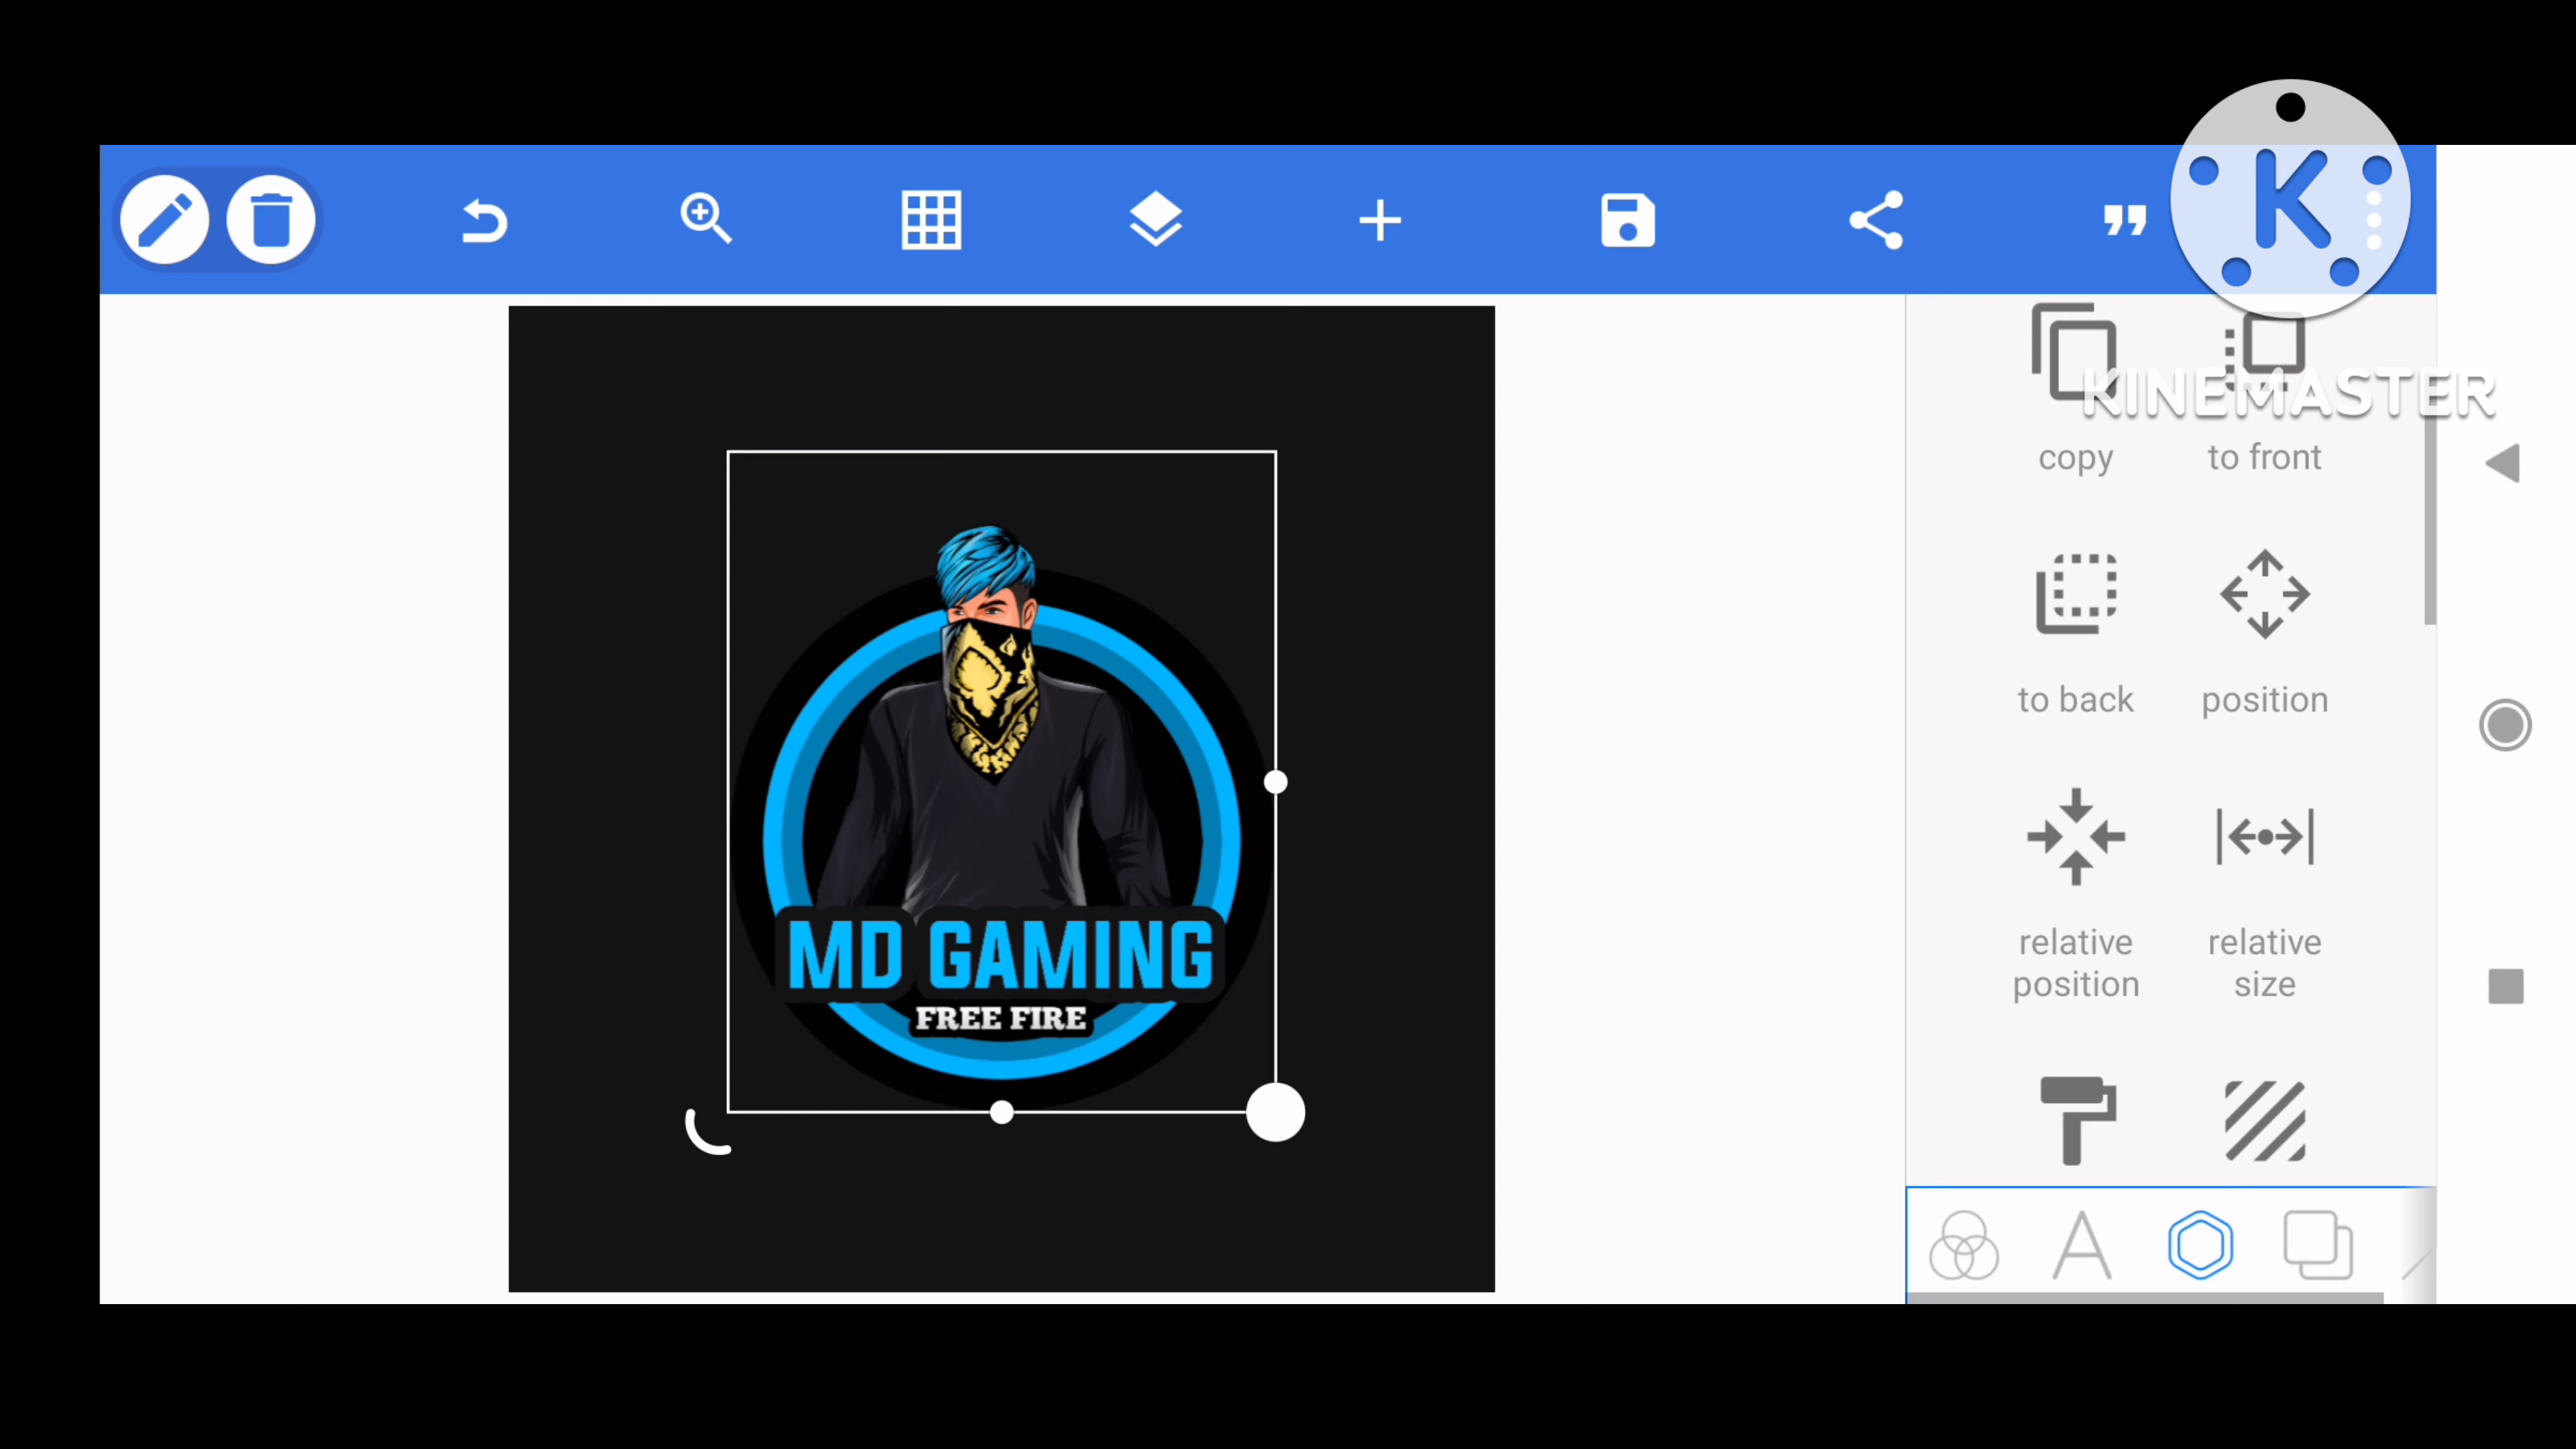 K
KINEMASTER
copy
to front
to back
position
relative
position
relative
size
MD GAMING
FREE FIRE